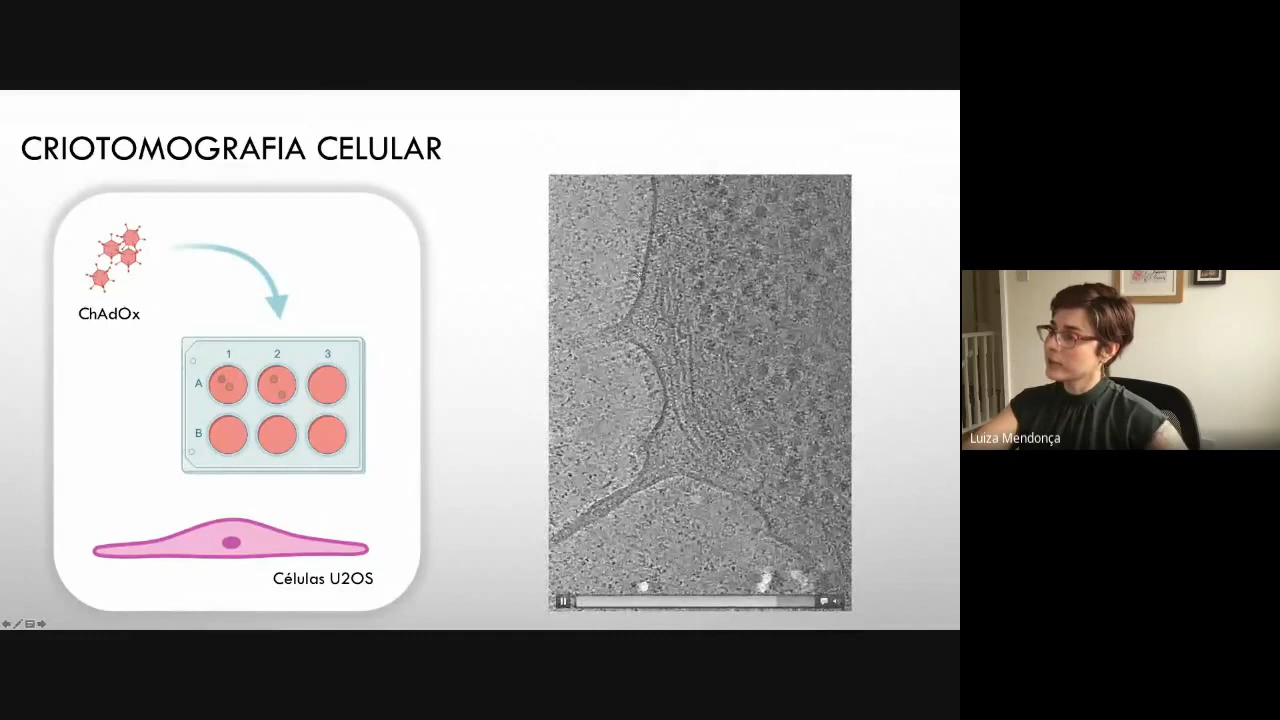 CRIOTOMOGRAFIA CELULAR
ChAdOx
1 2 3
A
B
Células U2OS
Luiza Mendonça